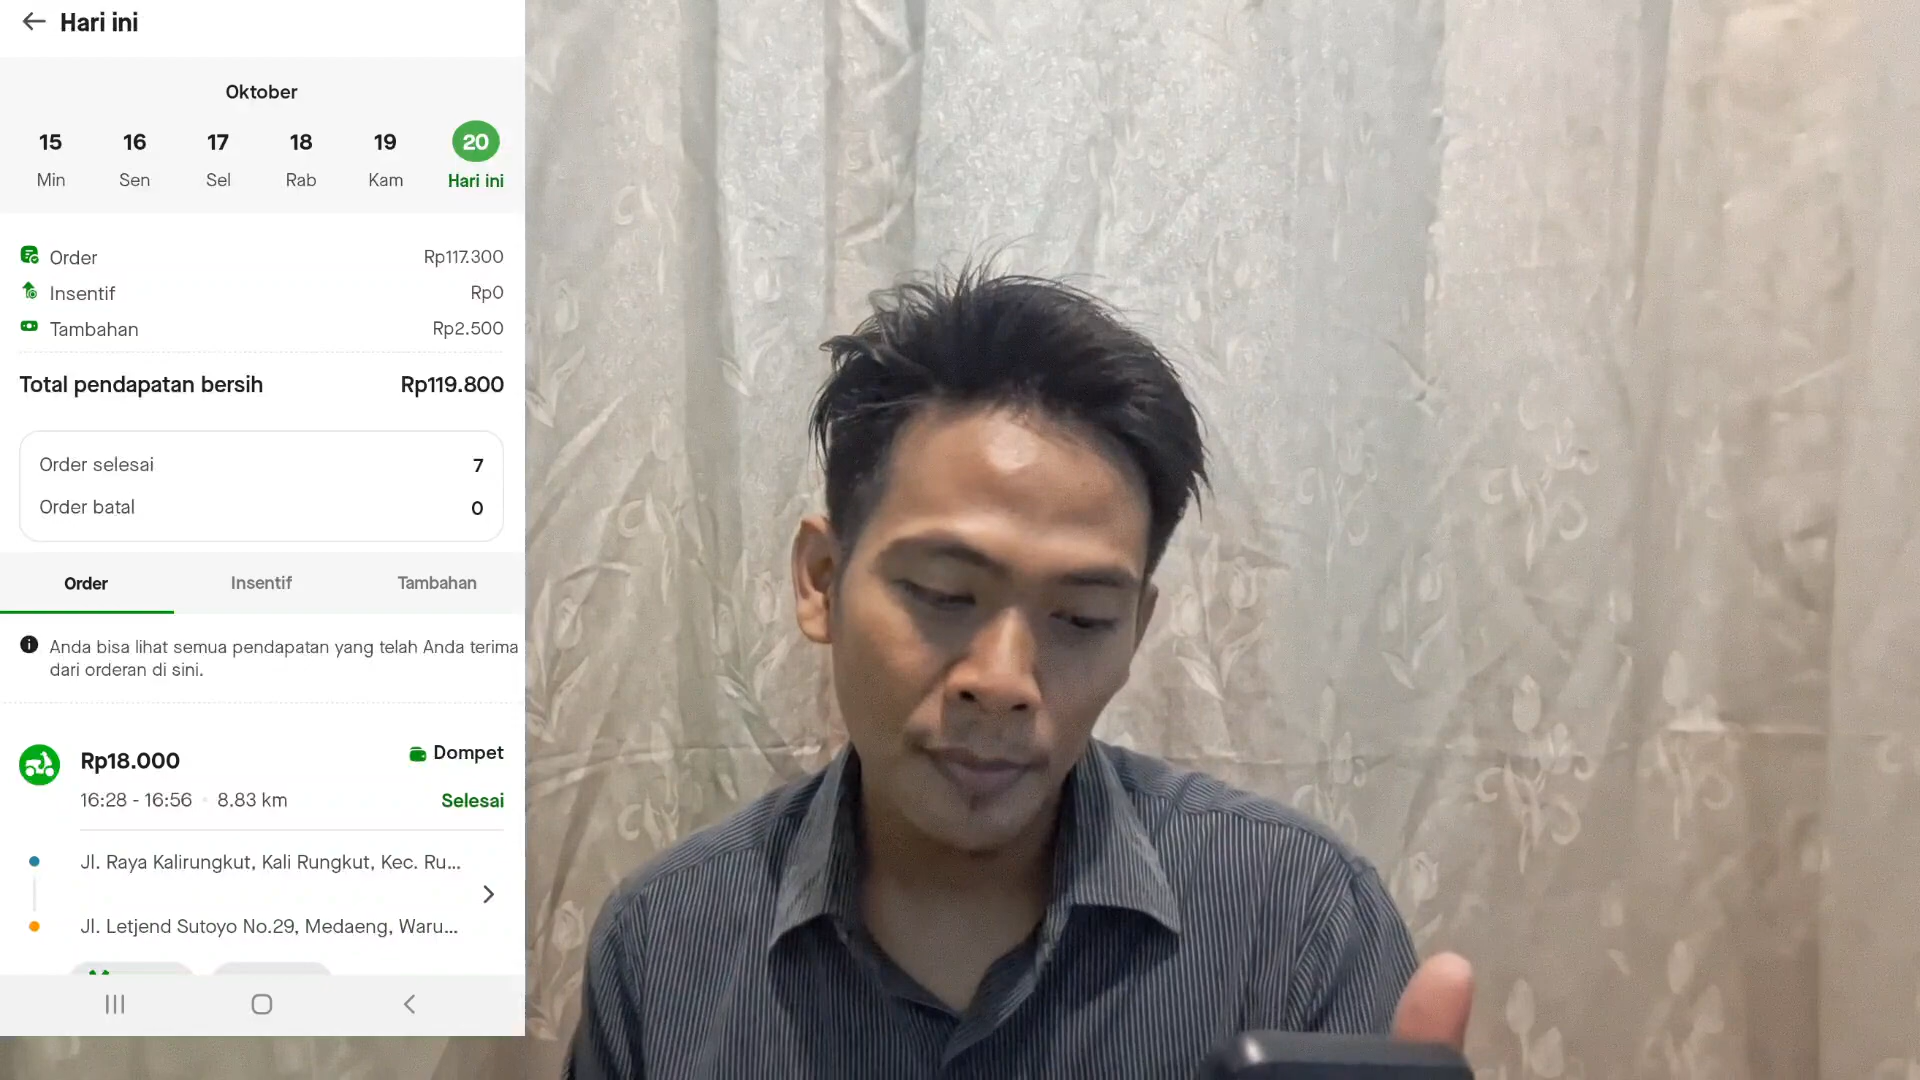 Hari ini
Oktober
15 16 17 18 19 20
Min Sen Sel Rab Kam Hari ini
Order Rp117.300
Insentif Rp0
Tambahan Rp2.500
Total pendapatan bersih Rp119.800
Order selesai 7
Order batal 0
Order Insentif Tambahan
Anda bisa lihat semua pendapatan yang telah Anda terima
dari orderan di sini.
Rp18.000 Dompet
16:28 - 16:56 • 8.83 km Selesai
Jl. Raya Kalirungkut, Kali Rungkut, Kec. Ru...
Jl. Letjend Sutoyo No.29, Medaeng, Waru...